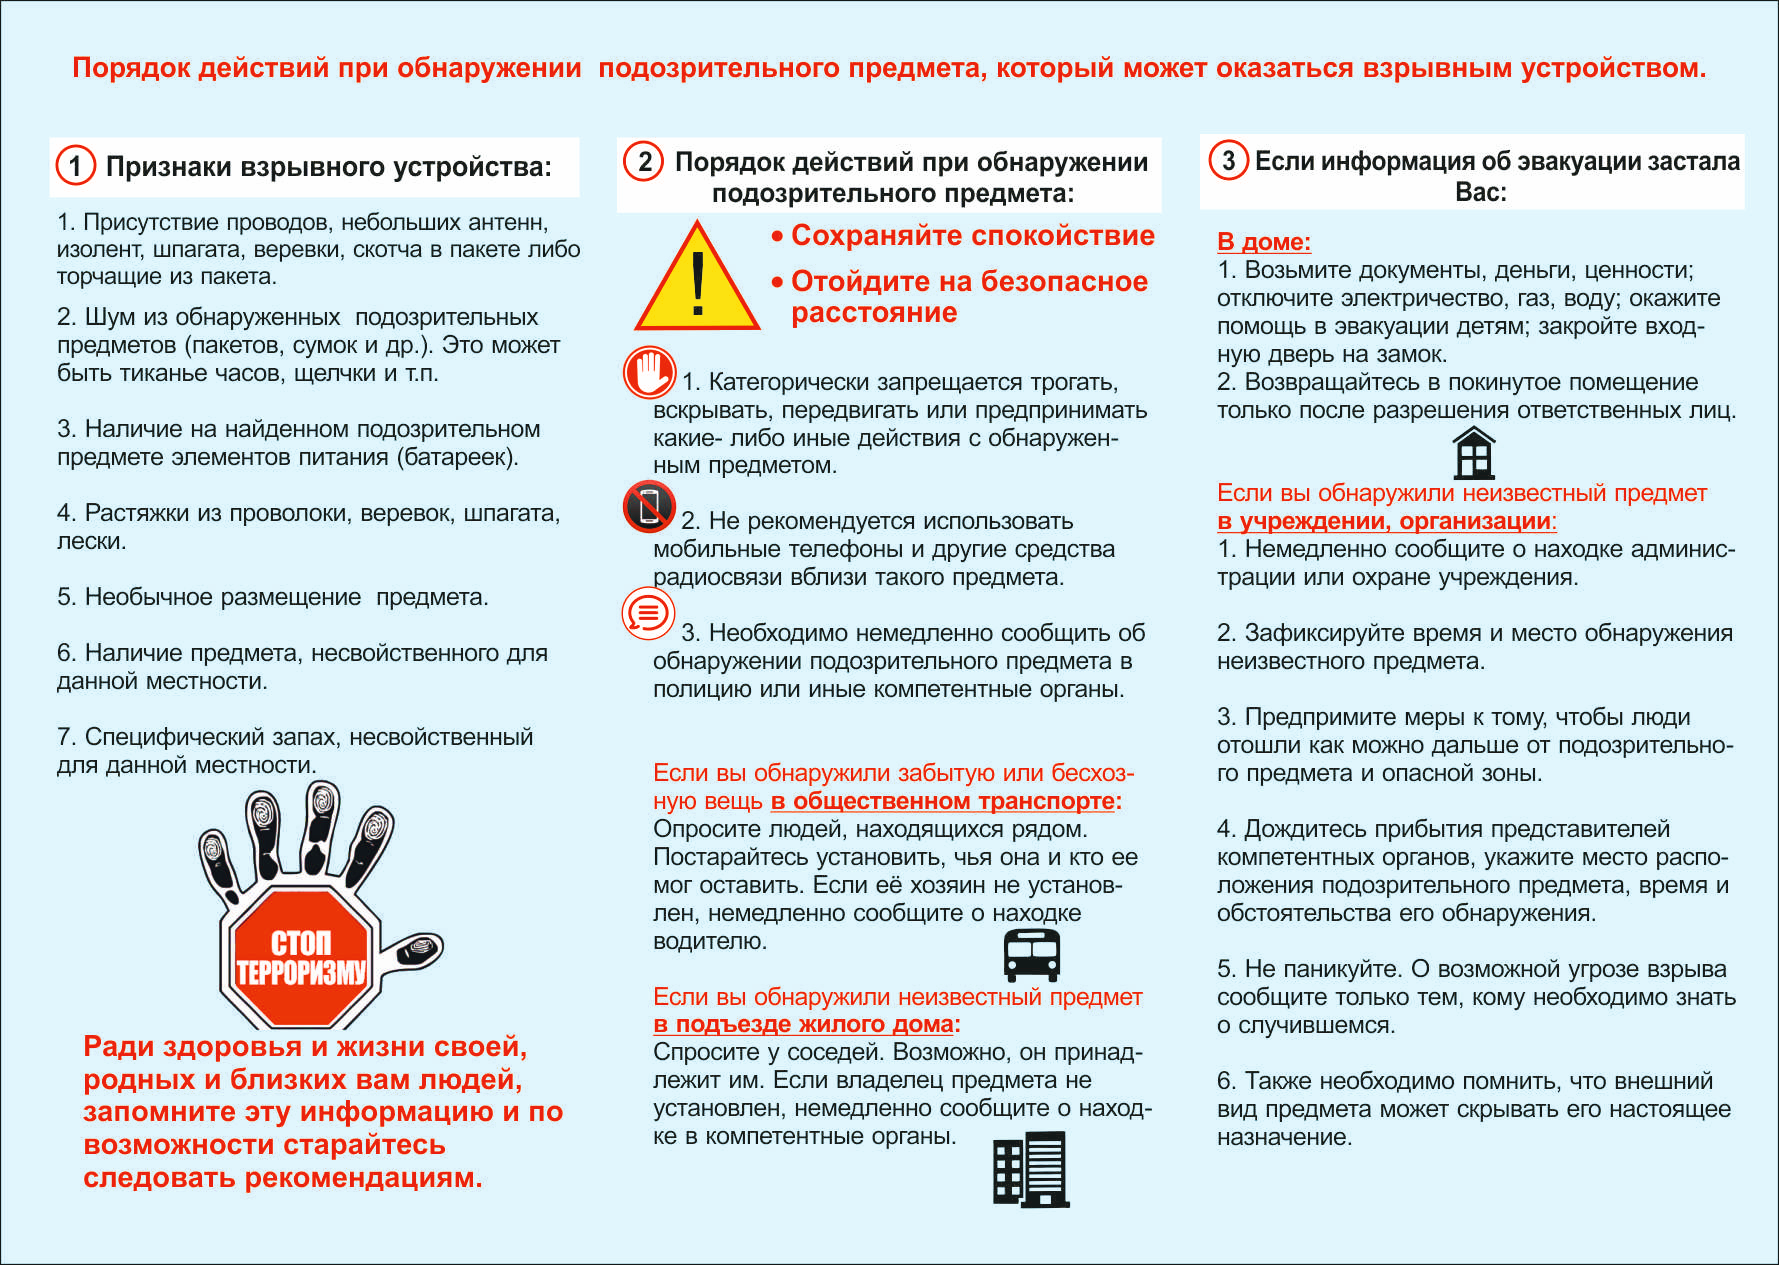 Порядок действий при обнаружении подозрительного предмета, который может оказаться взрывным устройством.
1 Признаки взрывного устройства:
1. Присутствие проводов, небольших антенн,
изолент, шпагата, веревки, скотча в пакете либо
торчащие из пакета.
2. Шум из обнаруженных подозрительных
предметов (пакетов, сумок и др.). Это может
быть тиканье часов, щелчки и т.п.
3. Наличие на найденном подозрительном
предмете элементов питания (батареек).
4. Растяжки из проволоки, веревок, шпагата,
лески.
5. Необычное размещение предмета.
6. Наличие предмета, несвойственного для
данной местности.
7. Специфический запах, несвойственный
для данной местности.
СТОП
ТЕРРОРИЗМУ
Ради здоровья и жизни своей,
родных и близких вам людей,
запомните эту информацию и по
возможности старайтесь
следовать рекомендациям.
2 Порядок действий при обнаружении
подозрительного предмета:
!
• Сохраняйте спокойствие
• Отойдите на безопасное
расстояние
1. Категорически запрещается трогать,
вскрывать, передвигать или предпринимать
какие- либо иные действия с обнаружен-
ным предметом.
2. Не рекомендуется использовать
мобильные телефоны и другие средства
радиосвязи вблизи такого предмета.
3. Необходимо немедленно сообщить об
обнаружении подозрительного предмета в
полицию или иные компетентные органы.
Если вы обнаружили забытую или бесхоз-
ную вещь в общественном транспорте:
Опросите людей, находящихся рядом.
Постарайтесь установить, чья она и кто ее
мог оставить. Если её хозяин не установ-
лен, немедленно сообщите о находке
водителю.
Если вы обнаружили неизвестный предмет
в подъезде жилого дома:
Спросите у соседей. Возможно, он принад-
лежит им. Если владелец предмета не
установлен, немедленно сообщите о наход-
ке в компетентные органы.
3 Если информация об эвакуации застала
Вас:
В доме:
1. Возьмите документы, деньги, ценности;
отключите электричество, газ, воду; окажите
помощь в эвакуации детям; закройте вход-
ную дверь на замок.
2. Возвращайтесь в покинутое помещение
только после разрешения ответственных лиц.
Если вы обнаружили неизвестный предмет
в учреждении, организации:
1. Немедленно сообщите о находке админис-
трации или охране учреждения.
2. Зафиксируйте время и место обнаружения
неизвестного предмета.
3. Предпримите меры к тому, чтобы люди
отошли как можно дальше от подозрительно-
го предмета и опасной зоны.
4. Дождитесь прибытия представителей
компетентных органов, укажите место распо-
ложения подозрительного предмета, время и
обстоятельства его обнаружения.
5. Не паникуйте. О возможной угрозе взрыва
сообщите только тем, кому необходимо знать
о случившемся.
6. Также необходимо помнить, что внешний
вид предмета может скрывать его настоящее
назначение.